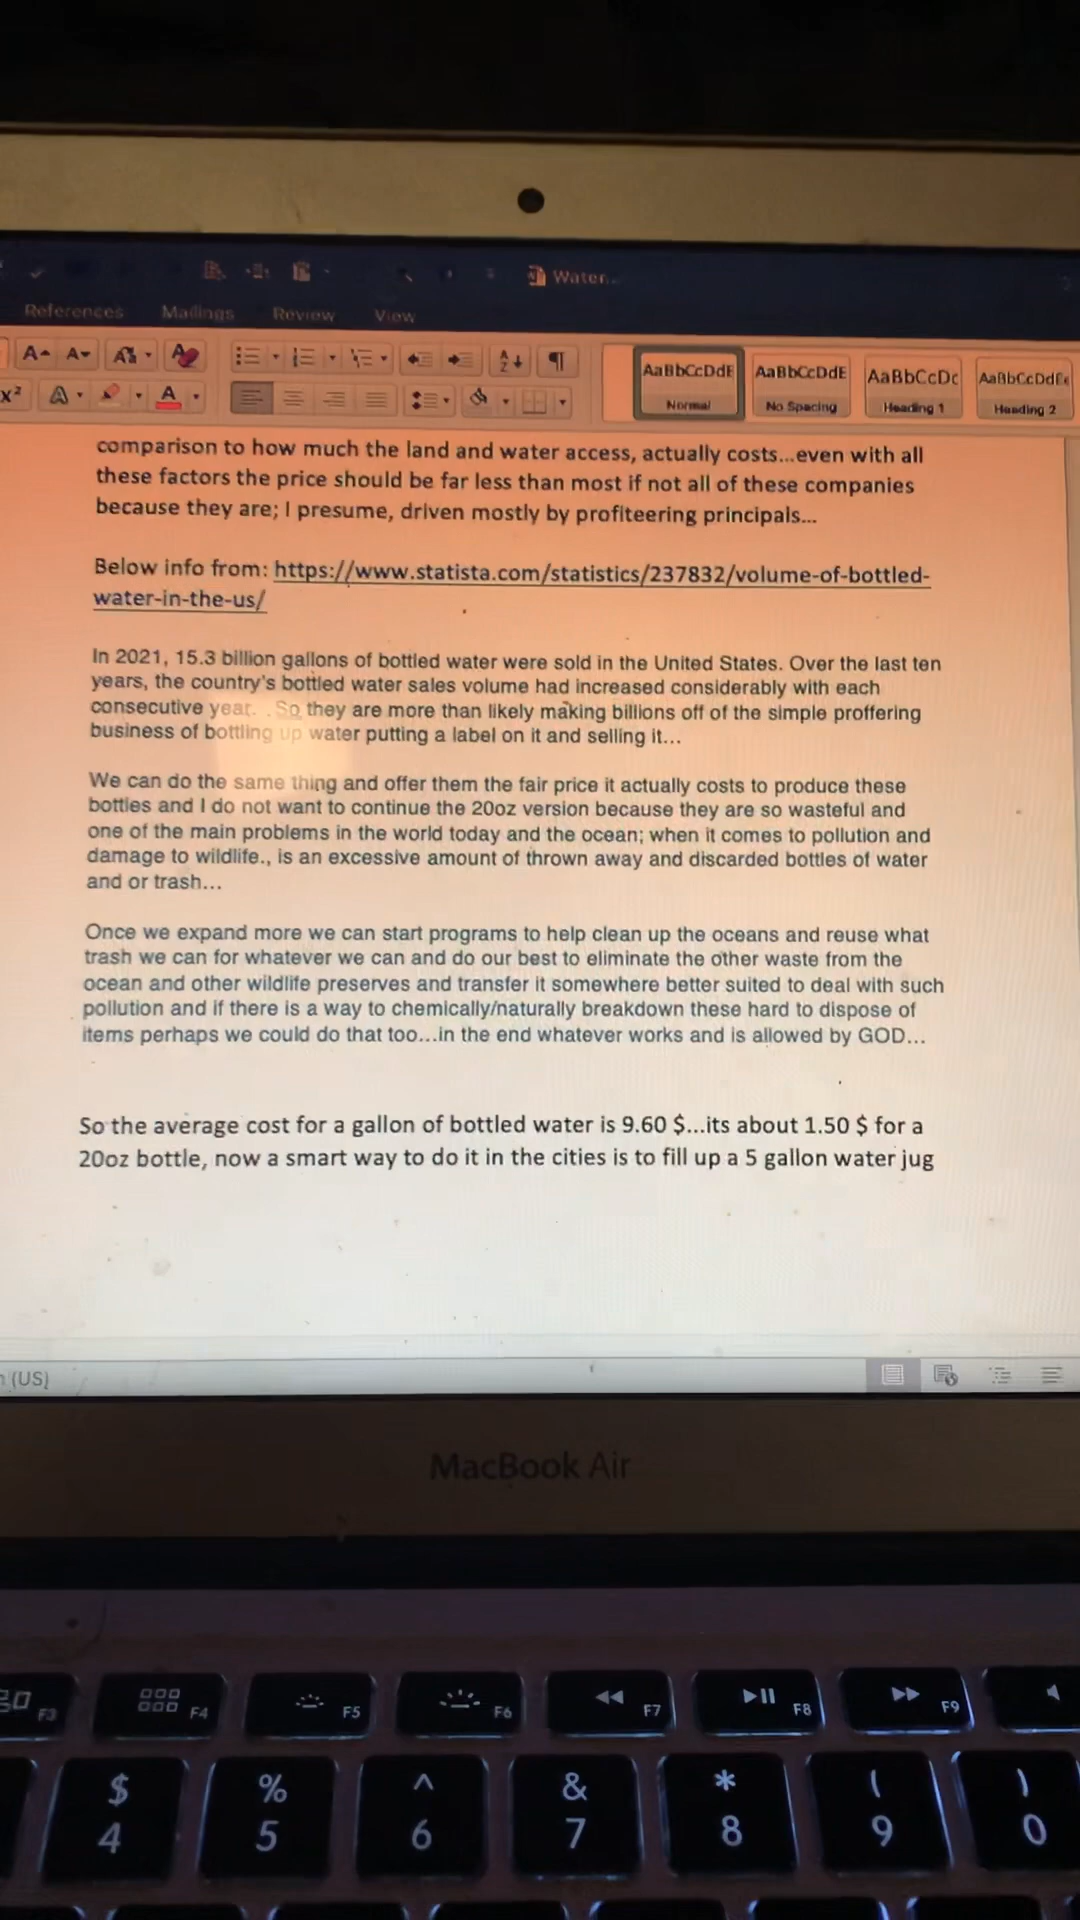 Water...
References Mailings Review View
AaBbCcDdE AaBbCcDdE AaBbCcDc AaBbCcDdEe
Normal No Spacing Heading 1 Heading 2
comparison to how much the land and water access, actually costs...even with all
these factors the price should be far less than most if not all of these companies
because they are; I presume, driven mostly by profiteering principals...
Below info from: https://www.statista.com/statistics/237832/volume-of-bottled-
water-in-the-us/
In 2021, 15.3 billion gallons of bottled water were sold in the United States. Over the last ten
years, the country's bottled water sales volume had increased considerably with each
consecutive year. . So they are more than likely making billions off of the simple proffering
business of bottling up water putting a label on it and selling it...
We can do the same thing and offer them the fair price it actually costs to produce these
bottles and I do not want to continue the 20oz version because they are so wasteful and
one of the main problems in the world today and the ocean; when it comes to pollution and
damage to wildlife., is an excessive amount of thrown away and discarded bottles of water
and or trash...
Once we expand more we can start programs to help clean up the oceans and reuse what
trash we can for whatever we can and do our best to eliminate the other waste from the
ocean and other wildlife preserves and transfer it somewhere better suited to deal with such
pollution and if there is a way to chemically/naturally breakdown these hard to dispose of
items perhaps we could do that too...in the end whatever works and is allowed by GOD...
So the average cost for a gallon of bottled water is 9.60 $...its about 1.50 $ for a
20oz bottle, now a smart way to do it in the cities is to fill up a 5 gallon water jug
(US)
MacBook Air
F3 F4 F5 F6 F7 F8 F9
$ % ^ & * ( )
4 5 6 7 8 9 0